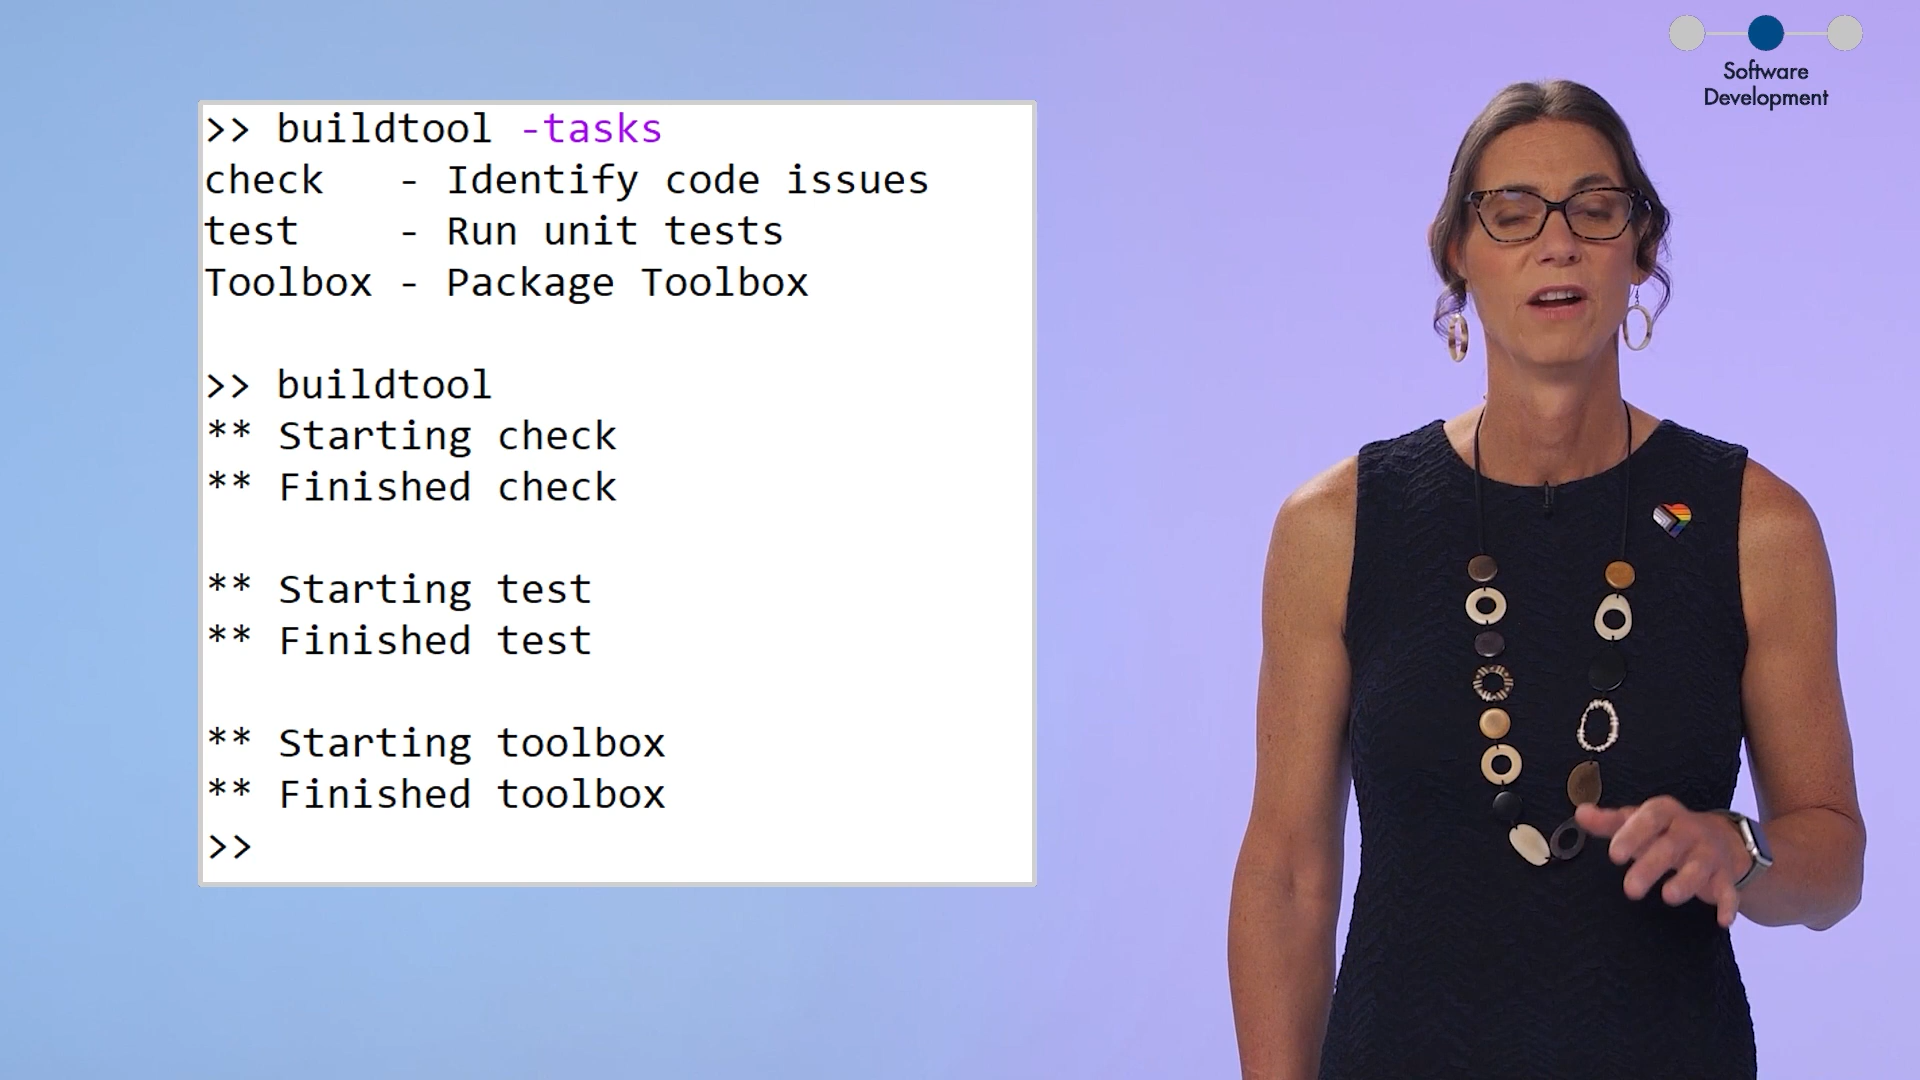 >> buildtool -tasks
check   - Identify code issues
test    - Run unit tests
Toolbox - Package Toolbox
>> buildtool
** Starting check
** Finished check
** Starting test
** Finished test
** Starting toolbox
** Finished toolbox
>>
Software
Development